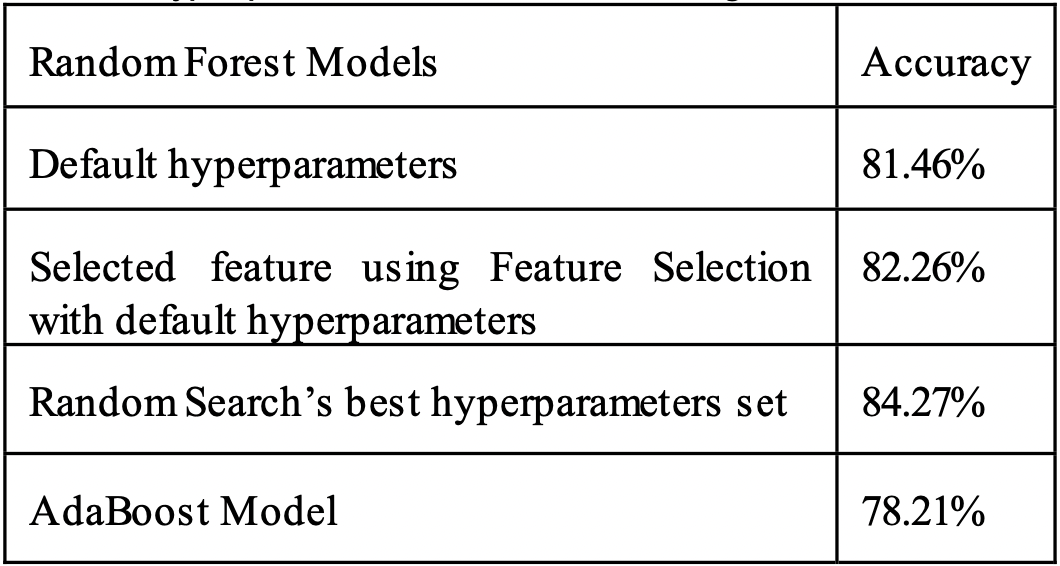 Random Forest Models Accuracy
Default hyperparameters 81.46%
Selected feature using Feature Selection 82.26%
with default hyperparameters
Random Search’s best hyperparameters set 84.27%
AdaBoost Model 78.21%